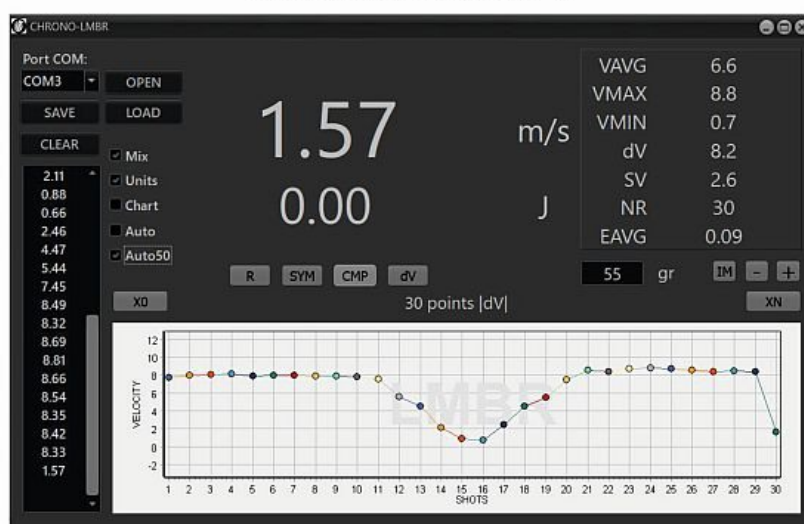 CHRONO-LMBR
Port COM:
COM3
OPEN
SAVE
LOAD
CLEAR
Mix
Units
Chart
Auto
Auto50
2.11
0.88
0.66
2.46
4.47
5.44
7.45
8.49
8.32
8.69
8.81
8.66
8.54
8.35
8.42
8.33
1.57
1.57 m/s
0.00 J
VAVG 6.6
VMAX 8.8
VMIN 0.7
dV 8.2
SV 2.6
NR 30
EAVG 0.09
55 gr IM - +
R SYM CMP dV
X0 30 points |dV| XN
LMBR
VELOCITY
12
10
8
6
4
2
0
-2
1 2 3 4 5 6 7 8 9 10 11 12 13 14 15 16 17 18 19 20 21 22 23 24 25 26 27 28 29 30
SHOTS